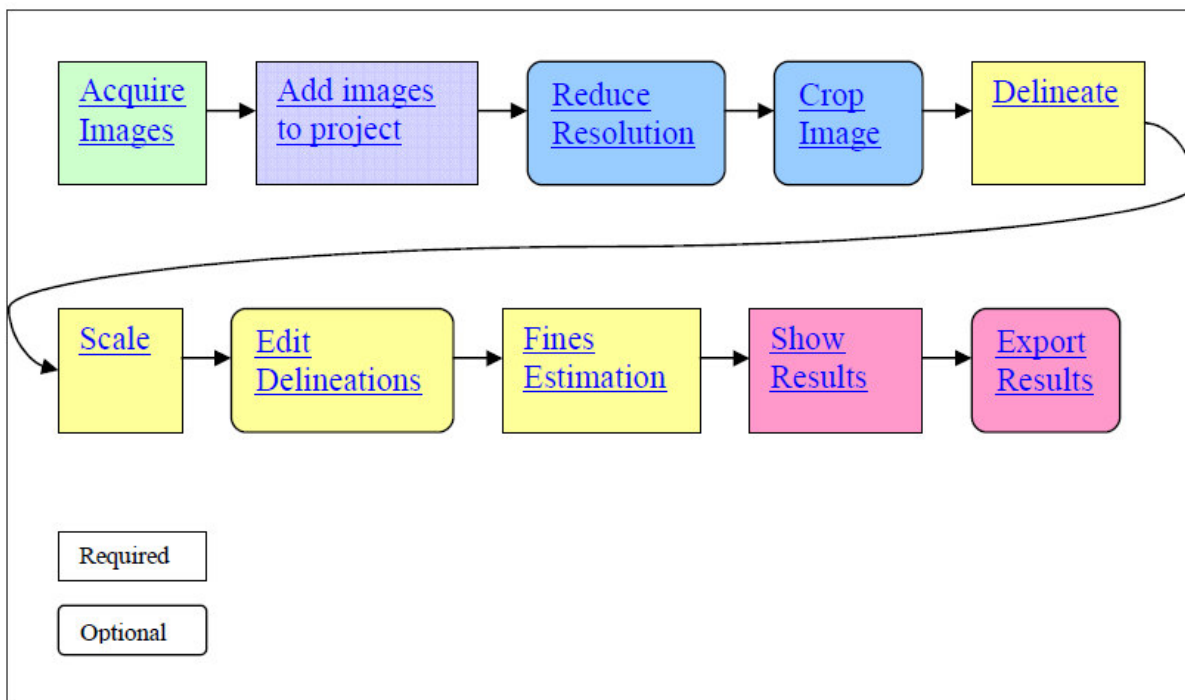 Acquire
Images
Add images
to project
Reduce
Resolution
Crop
Image
Delineate
Scale
Edit
Delineations
Fines
Estimation
Show
Results
Export
Results
Required
Optional